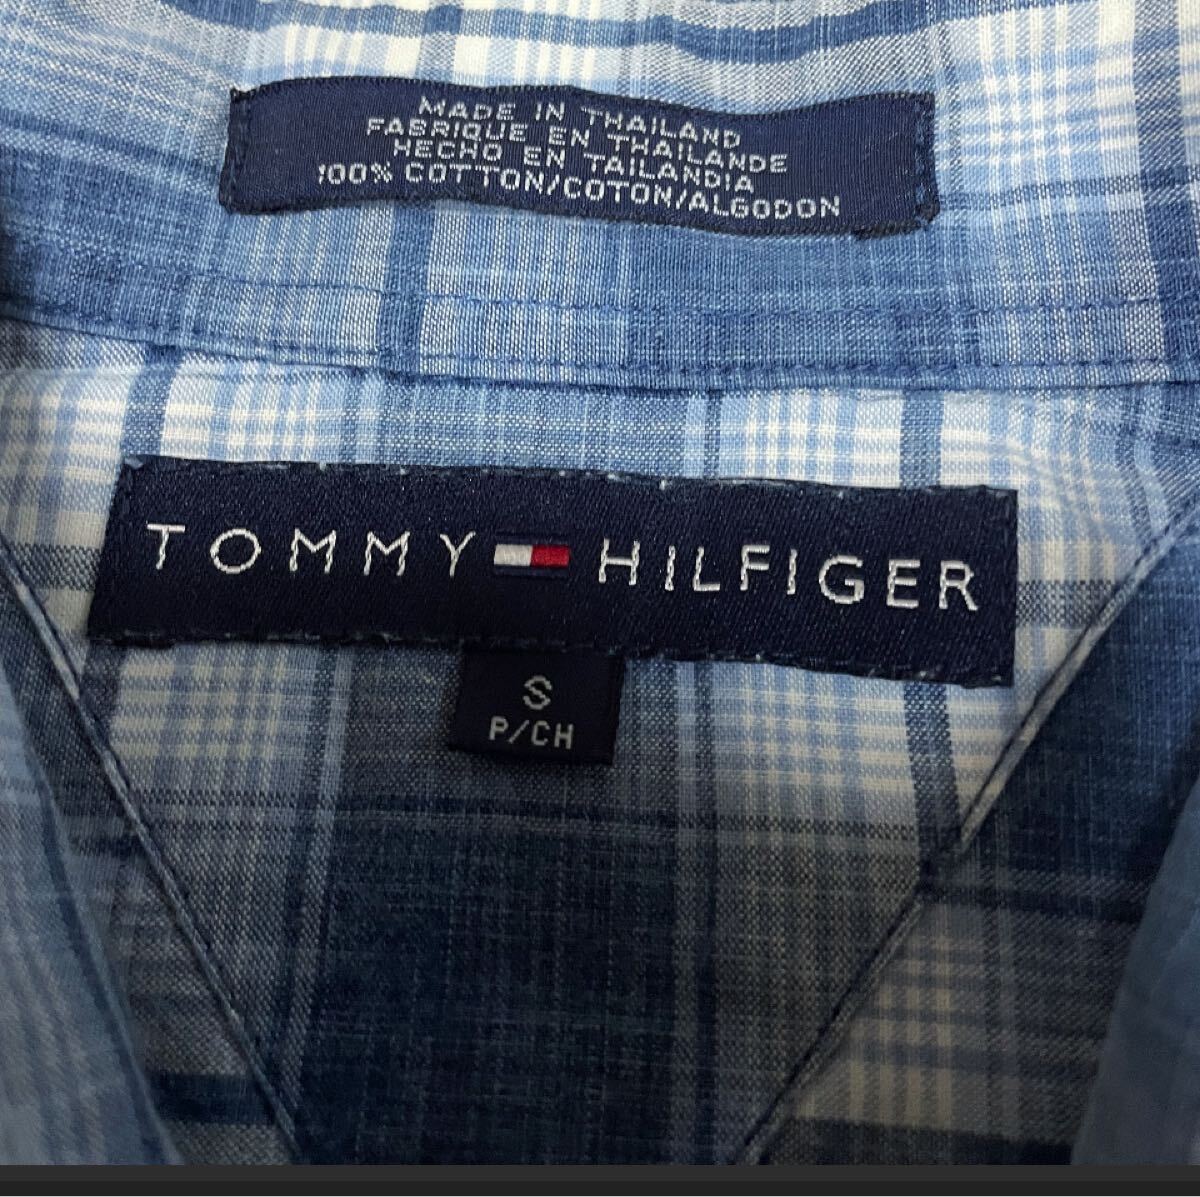 MADE IN THAILAND
FABRIQUE EN THAILANDE
HECHO EN TAILANDIA
100% COTTON/COTON/ALGODON
TOMMY HILFIGER
S
P/CH